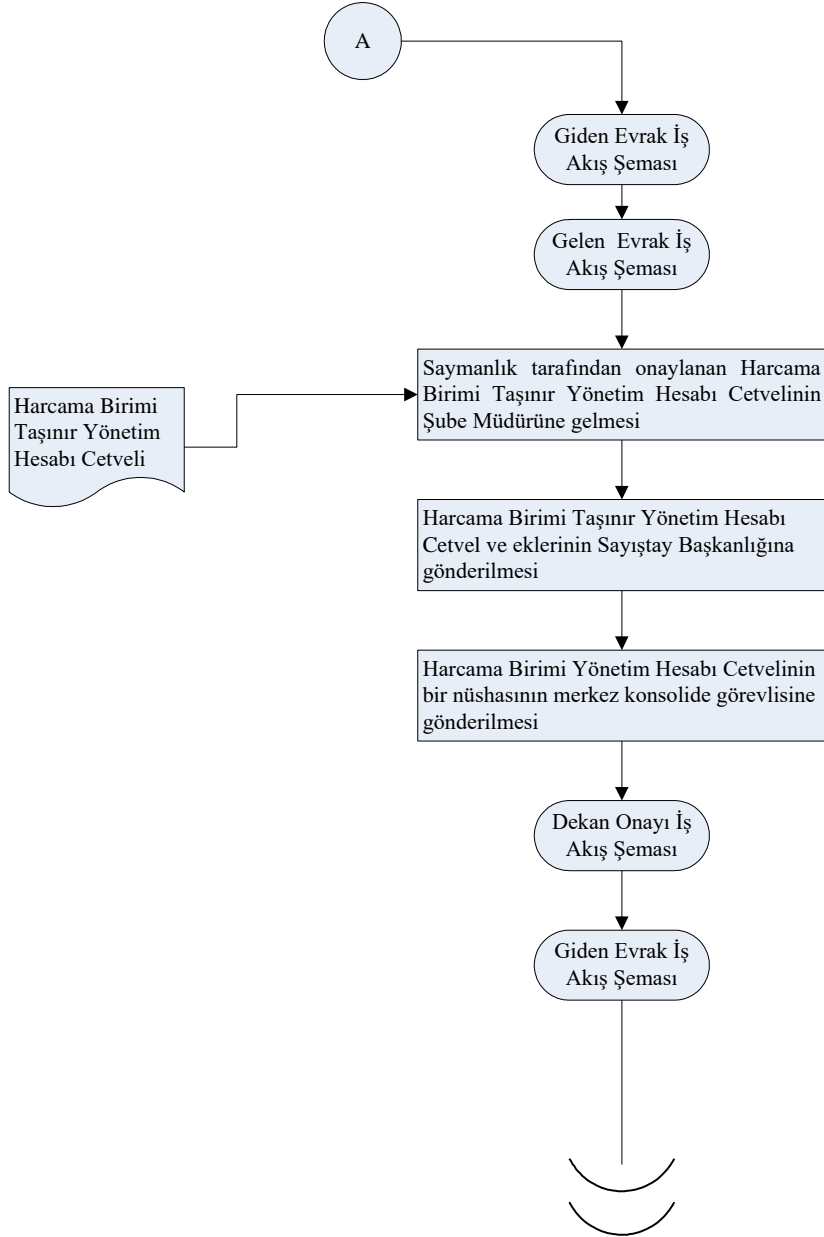 A
Giden Evrak İş
Akış Şeması
Gelen Evrak İş
Akış Şeması
Saymanlık tarafından onaylanan Harcama
Birimi Taşınır Yönetim Hesabı Cetvelinin
Şube Müdürüne gelmesi
Harcama Birimi
Taşınır Yönetim
Hesabı Cetveli
Harcama Birimi Taşınır Yönetim Hesabı
Cetvel ve eklerinin Sayıştay Başkanlığına
gönderilmesi
Harcama Birimi Yönetim Hesabı Cetvelinin
bir nüshasının merkez konsolide görevlisine
gönderilmesi
Dekan Onayı İş
Akış Şeması
Giden Evrak İş
Akış Şeması